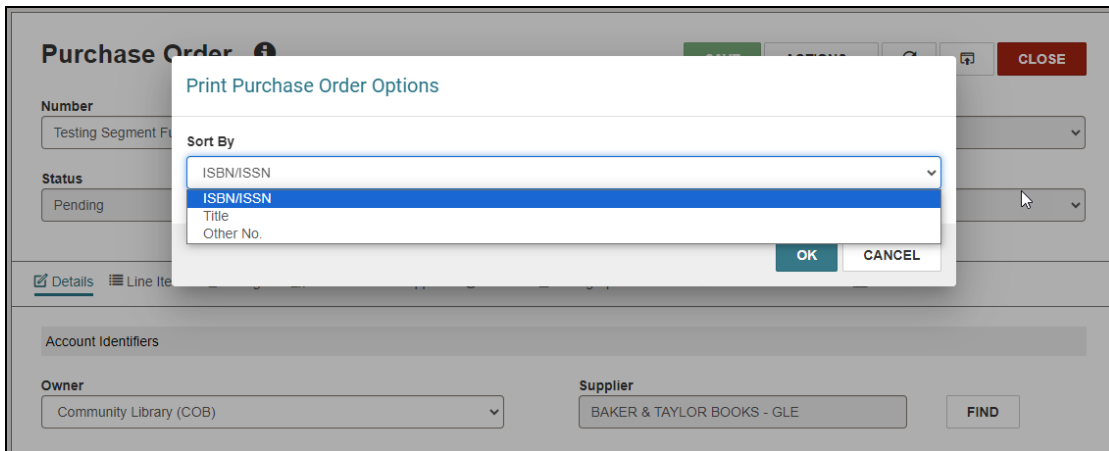 Purchase Order
CLOSE
Print Purchase Order Options
Number
Testing Segment Fu
Sort By
ISBN/ISSN
ISBN/ISSN
Title
Other No.
Status
Pending
OK CANCEL
Details Line Ite
Account Identifiers
Owner Supplier
Community Library (COB) BAKER & TAYLOR BOOKS - GLE FIND